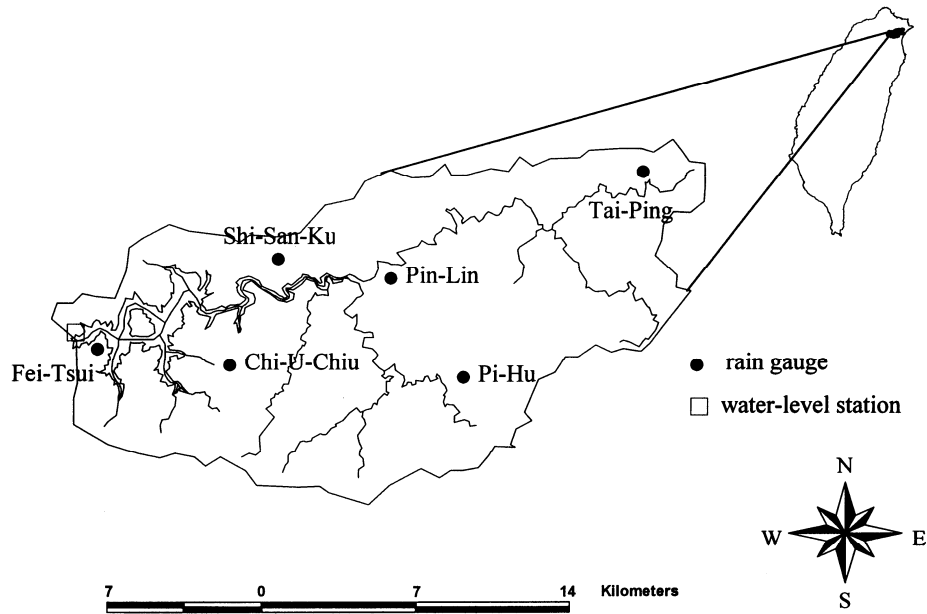 Tai-Ping
Shi-San-Ku
Pin-Lin
Fei-Tsui
Chi-U-Chiu
Pi-Hu
rain gauge
water-level station
N
W
E
S
7 0 7 14 Kilometers